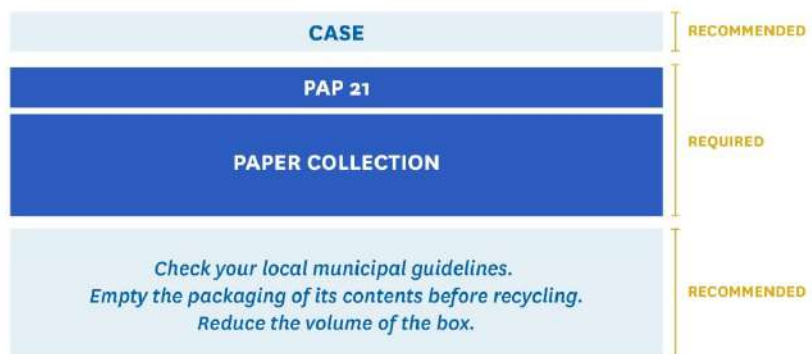 CASE
RECOMMENDED
PAP 21
PAPER COLLECTION
REQUIRED
Check your local municipal guidelines.
Empty the packaging of its contents before recycling.
Reduce the volume of the box.
RECOMMENDED